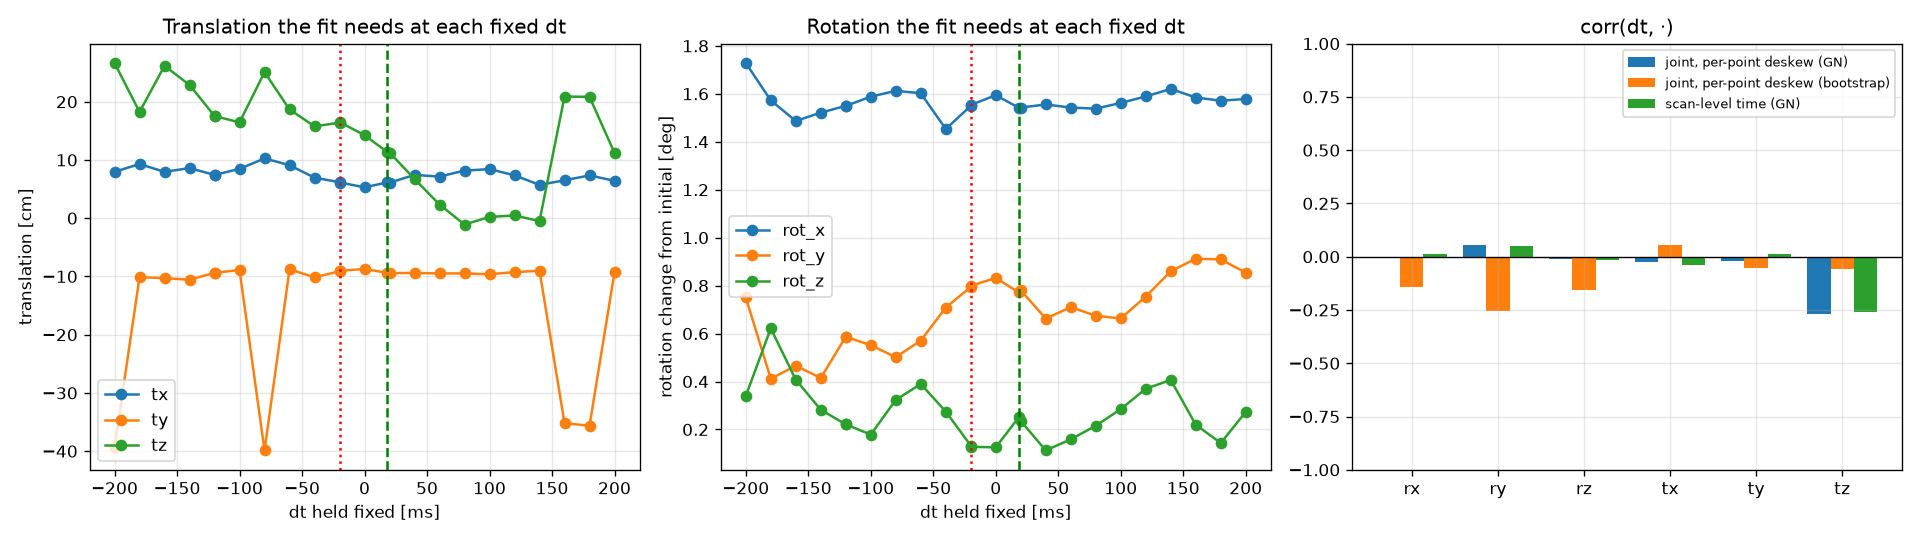 Translation the fit needs at each fixed dt
translation [cm]
20
10
0
−10
−20
−30
−40
tx
ty
tz
−200
−150
−100
−50
0
50
100
150
200
dt held fixed [ms]
Rotation the fit needs at each fixed dt
rotation change from initial [deg]
1.8
1.6
1.4
1.2
1.0
0.8
0.6
0.4
0.2
rot_x
rot_y
rot_z
−200
−150
−100
−50
0
50
100
150
200
dt held fixed [ms]
corr(dt, ·)
1.00
0.75
0.50
0.25
0.00
−0.25
−0.50
−0.75
−1.00
joint, per-point deskew (GN)
joint, per-point deskew (bootstrap)
scan-level time (GN)
rx
ry
rz
tx
ty
tz